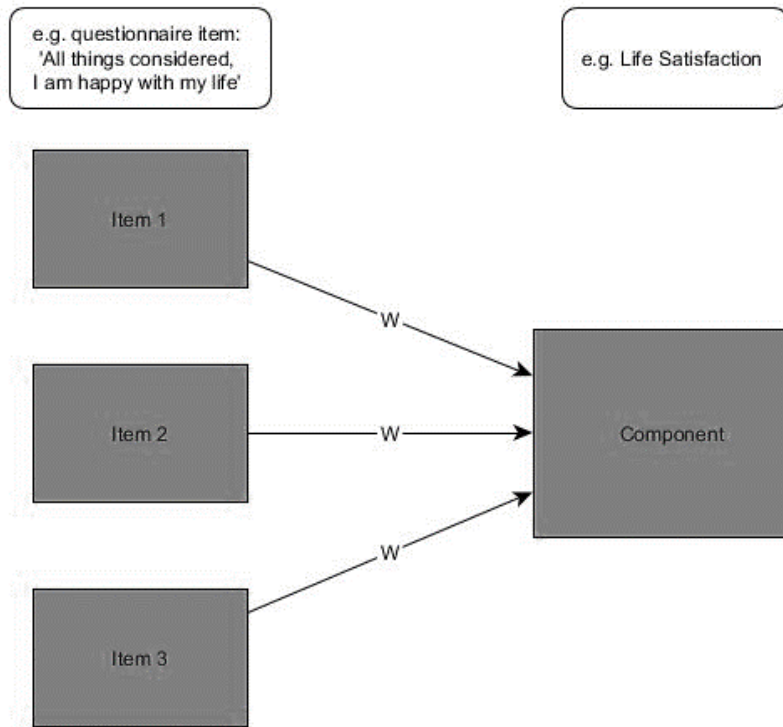 e.g. questionnaire item:
'All things considered,
I am happy with my life'
e.g. Life Satisfaction
Item 1
W
Item 2
W
Component
W
Item 3